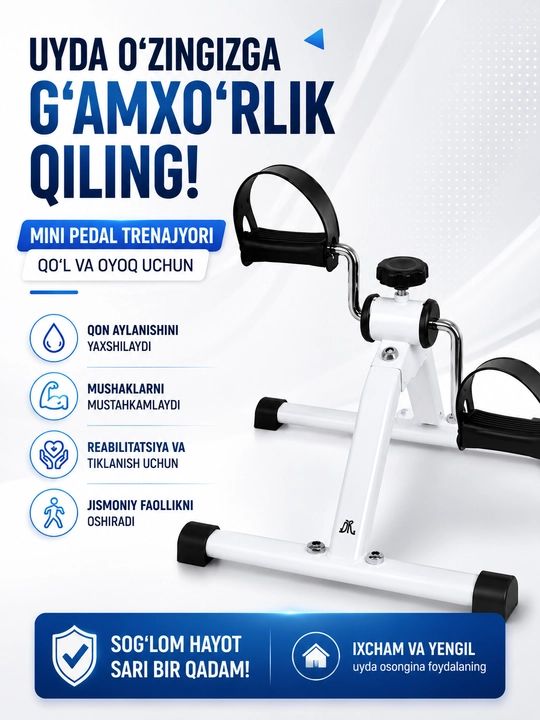 UYDA O‘ZINGIZGA
G‘AMXO‘RLIK
QILING!
MINI PEDAL TRENAJYORI
QO‘L VA OYOQ UCHUN
QON AYLANISHINI
YAXSHILAYDI
MUSHAKLARNI
MUSTAHKAMLAYDI
REABILITATSIYA VA
TIKLANISH UCHUN
JISMONIY FAOLLIKNI
OSHIRADI
SOG‘LOM HAYOT
SARI BIR QADAM!
IXCHAM VA YENGIL
uyda osongina foydalaning